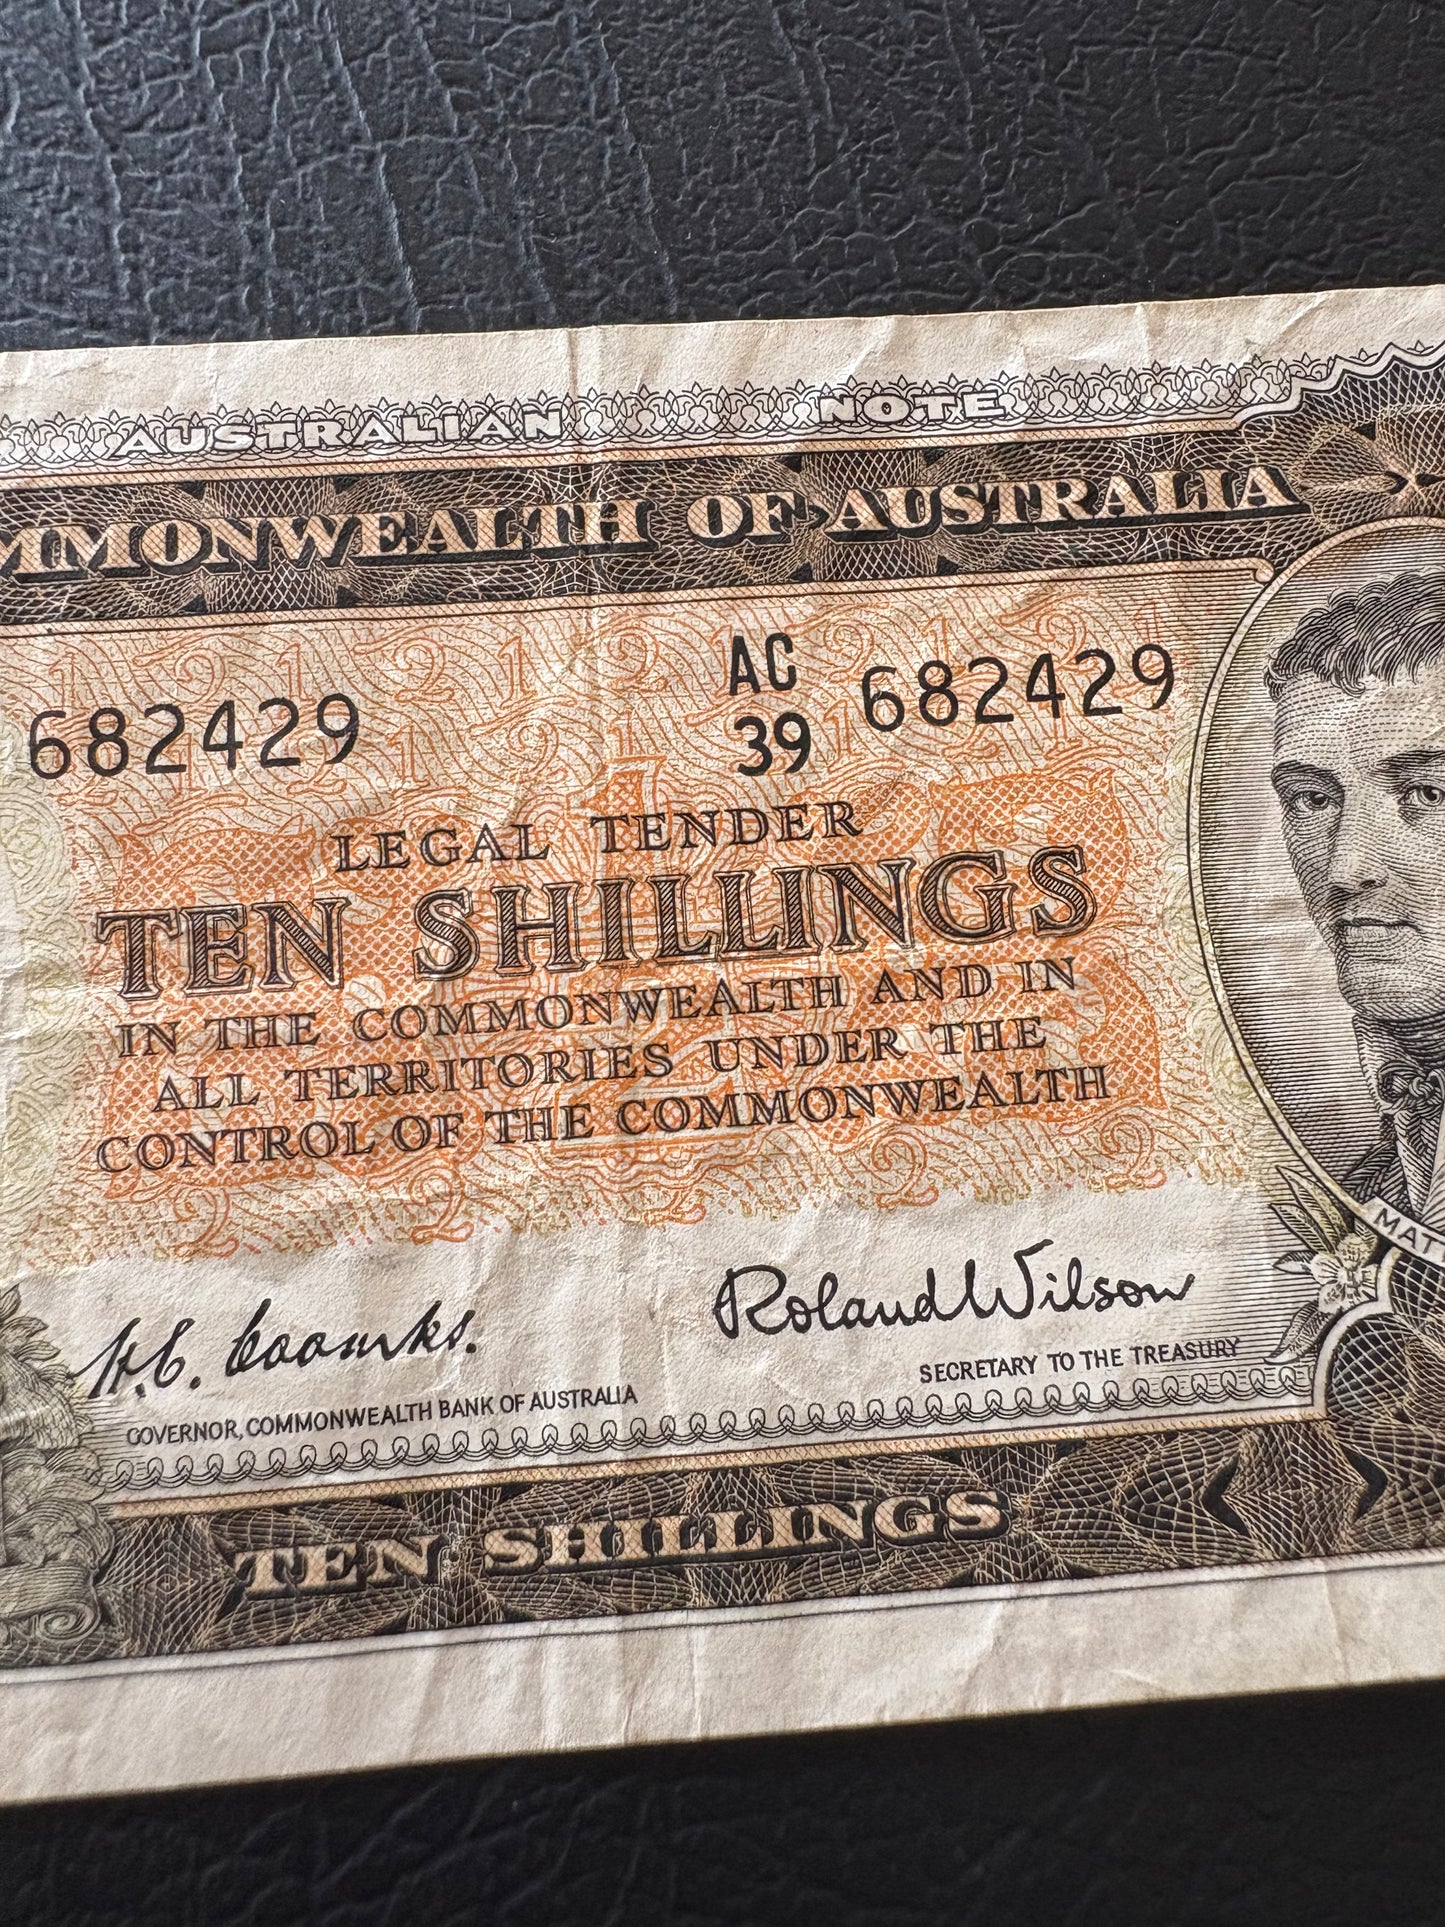 AUSTRALIAN NOTE
MMONWEALTH OF AUSTRALIA
682429 AC 682429
39
LEGAL TENDER
TEN SHILLINGS
IN THE COMMONWEALTH AND IN
ALL TERRITORIES UNDER THE
CONTROL OF THE COMMONWEALTH
H.C. Coombs. Roland Wilson
GOVERNOR, COMMONWEALTH BANK OF AUSTRALIA SECRETARY TO THE TREASURY
MAT
TEN SHILLINGS